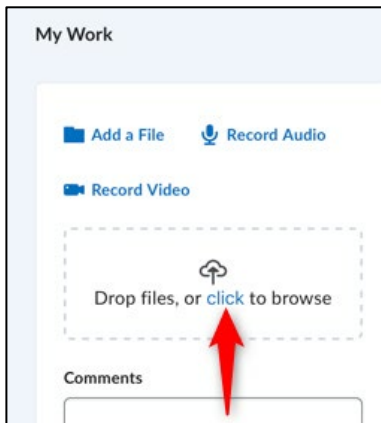 My Work
Add a File Record Audio
Record Video
Drop files, or click to browse
Comments